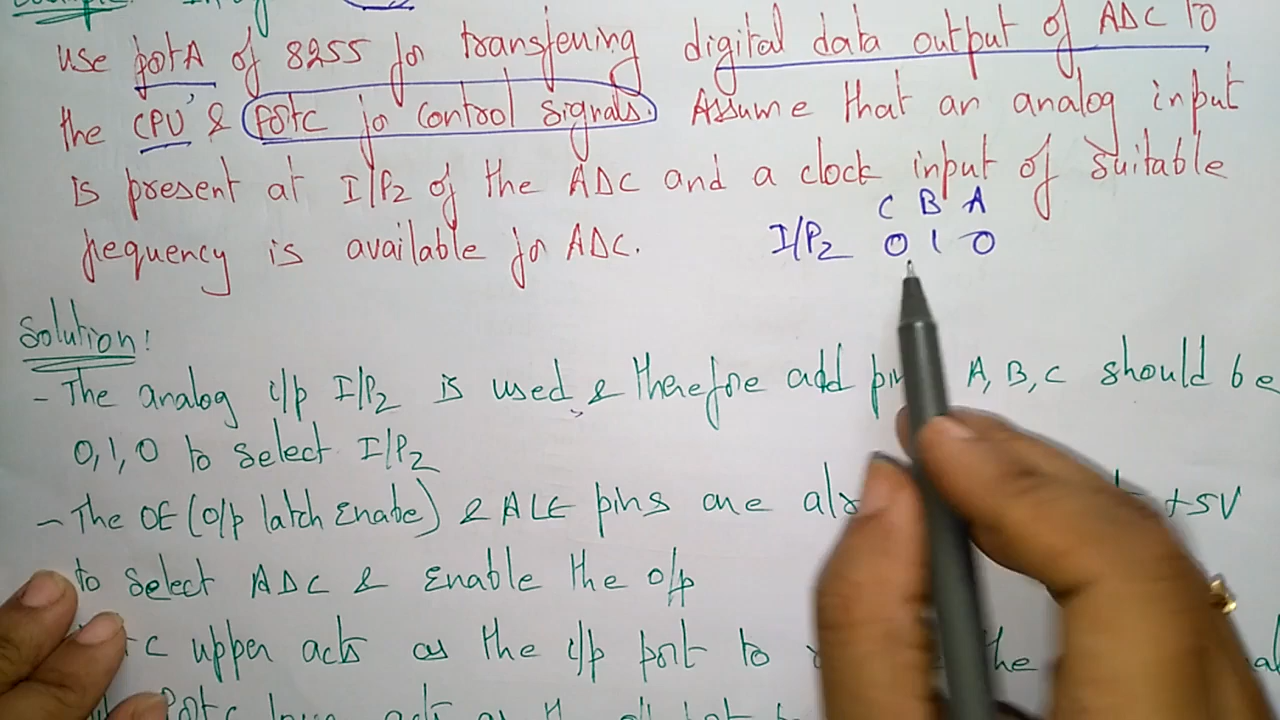 Use portA of 8255 for transferring digital data output of ADC to
the CPU & portC for control signals. Assume that an analog input
is present at I/P2 of the ADC and a clock input of suitable
frequency is available for ADC.
C B A
I/P2 0 1 0
Solution:
- The analog i/p I/P2 is used & therefore add A, B, C should be
0, 1, 0 to select I/P2
- The OE (o/p latch Enabe) & ALE pins are +5V
to select ADC & Enable the o/p
C upper acts as the i/p port to the
Port C